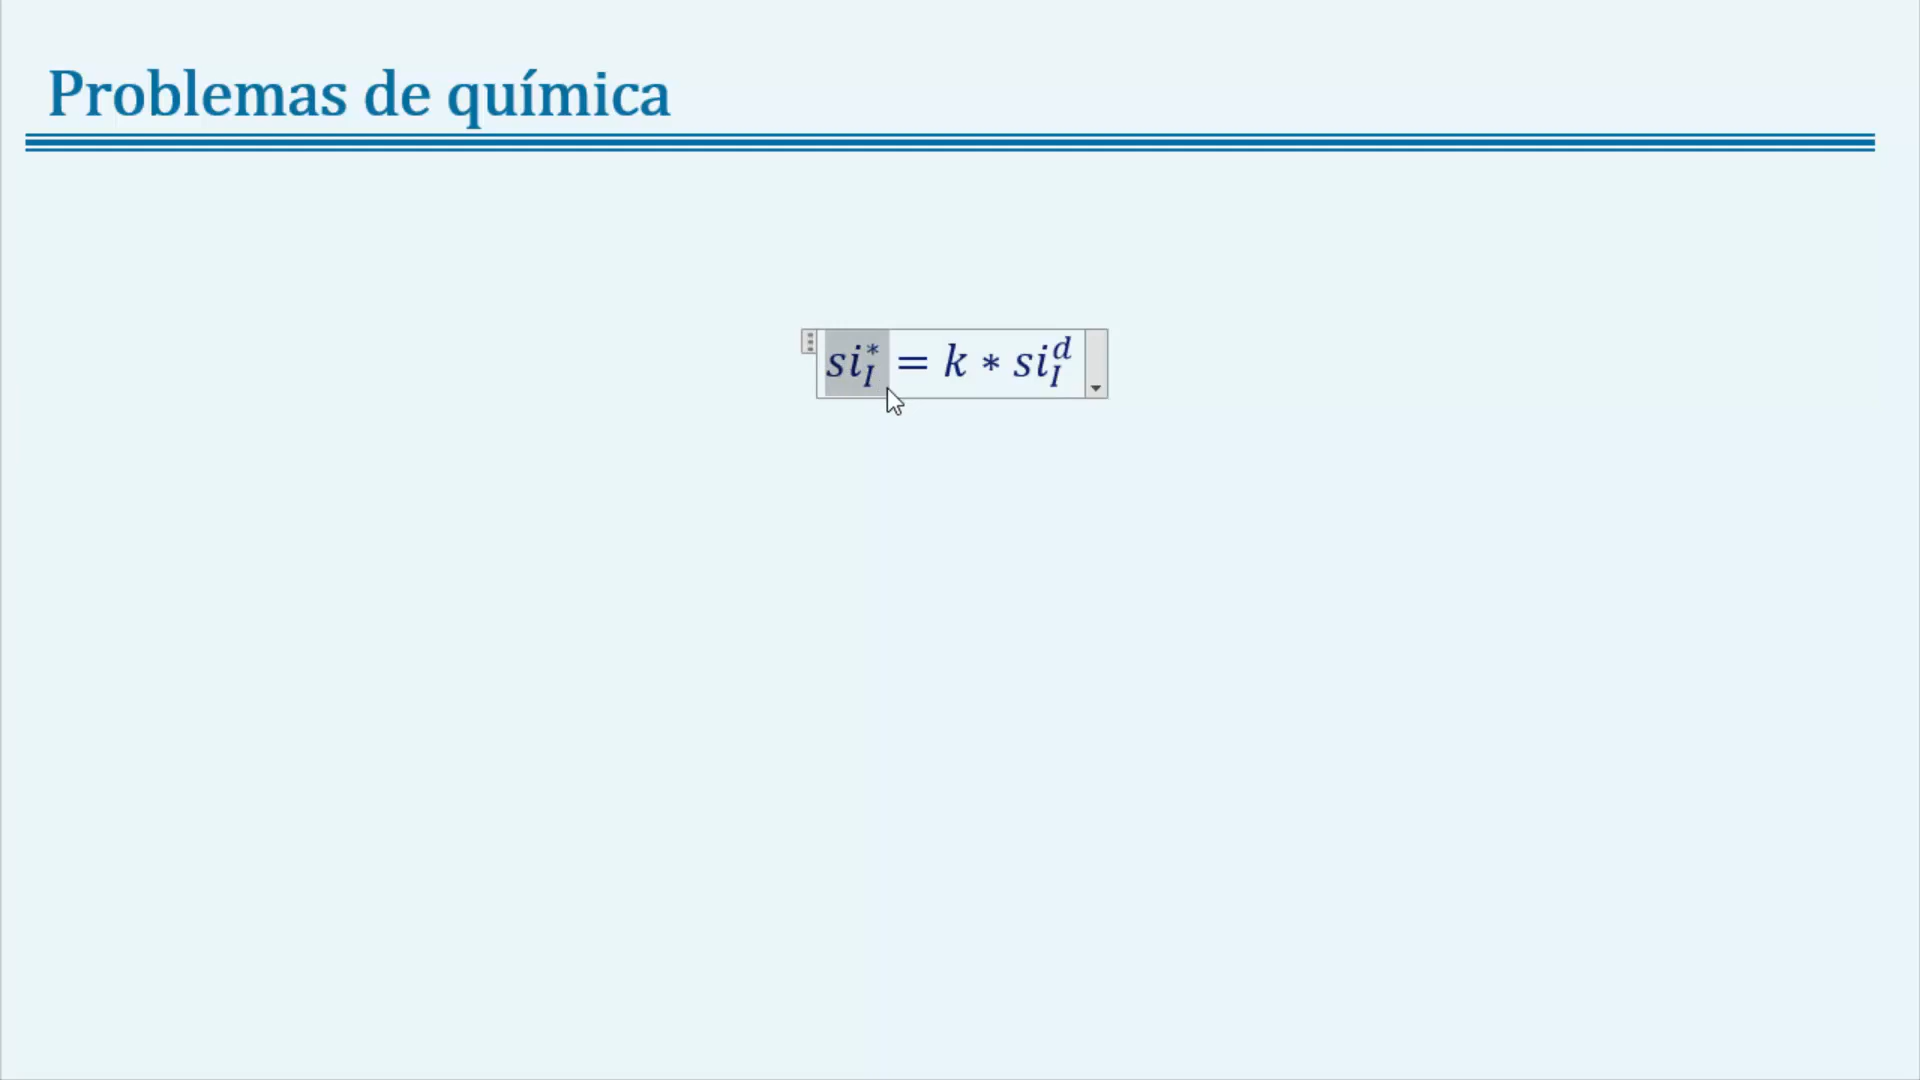 Problemas de química
si_I^* = k * si_I^d